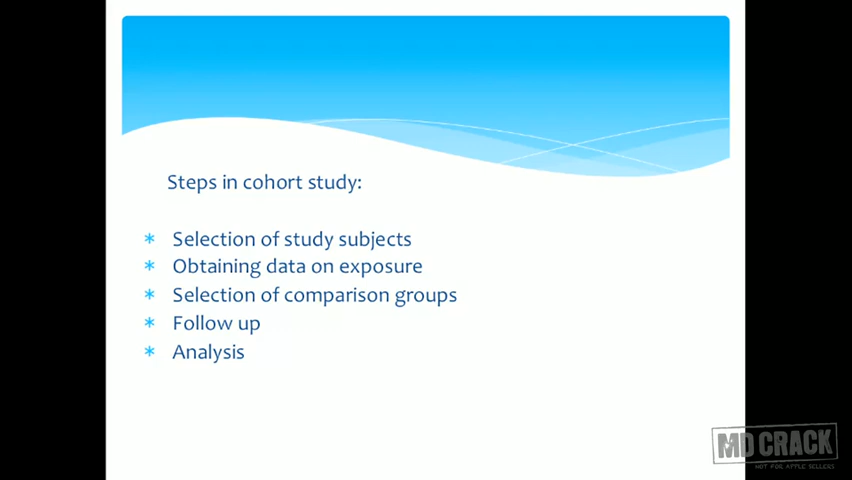 Steps in cohort study:
* Selection of study subjects
* Obtaining data on exposure
* Selection of comparison groups
* Follow up
* Analysis
MD CRACK
NOT FOR APPLE SELLERS